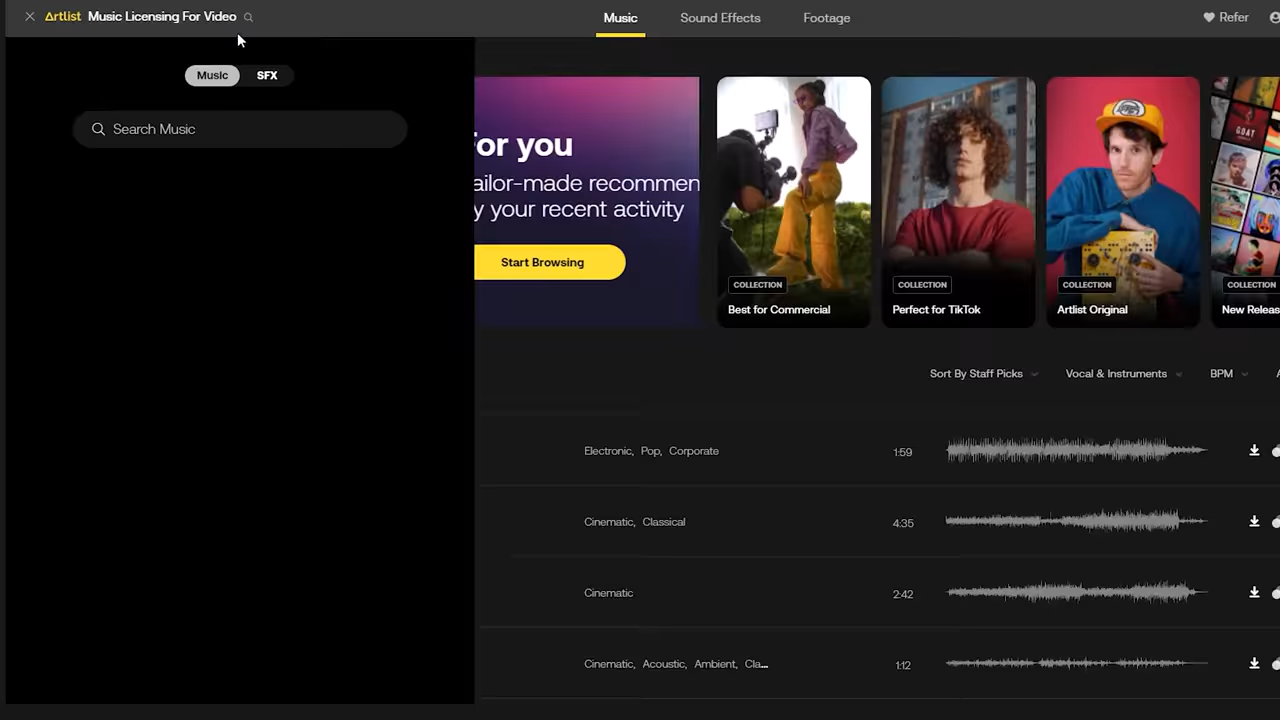 Artlist Music Licensing For Video
Music Sound Effects Footage
Refer
Music SFX
Search Music
or you
ailor-made recommen
y your recent activity
Start Browsing
COLLECTION
Best for Commercial
COLLECTION
Perfect for TikTok
COLLECTION
Artlist Original
GOAT
COLLECTION
New Releas
Sort By Staff Picks Vocal & Instruments BPM
Electronic, Pop, Corporate 1:59
Cinematic, Classical 4:35
Cinematic 2:42
Cinematic, Acoustic, Ambient, Cla... 1:12